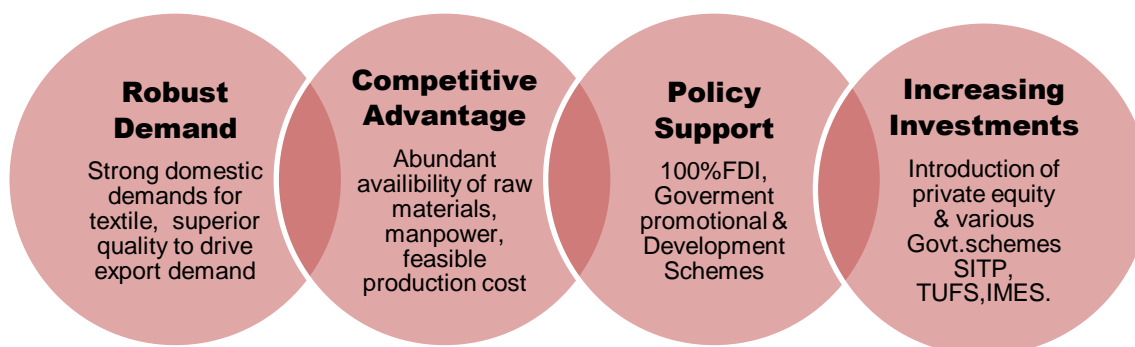 Robust
Demand
Strong domestic
demands for
textile, superior
quality to drive
export demand
Competitive
Advantage
Abundant
availibility of raw
materials,
manpower,
feasible
production cost
Policy
Support
100%FDI,
Goverment
promotional &
Development
Schemes
Increasing
Investments
Introduction of
private equity
& various
Govt.schemes
SITP,
TUFS,IMES.